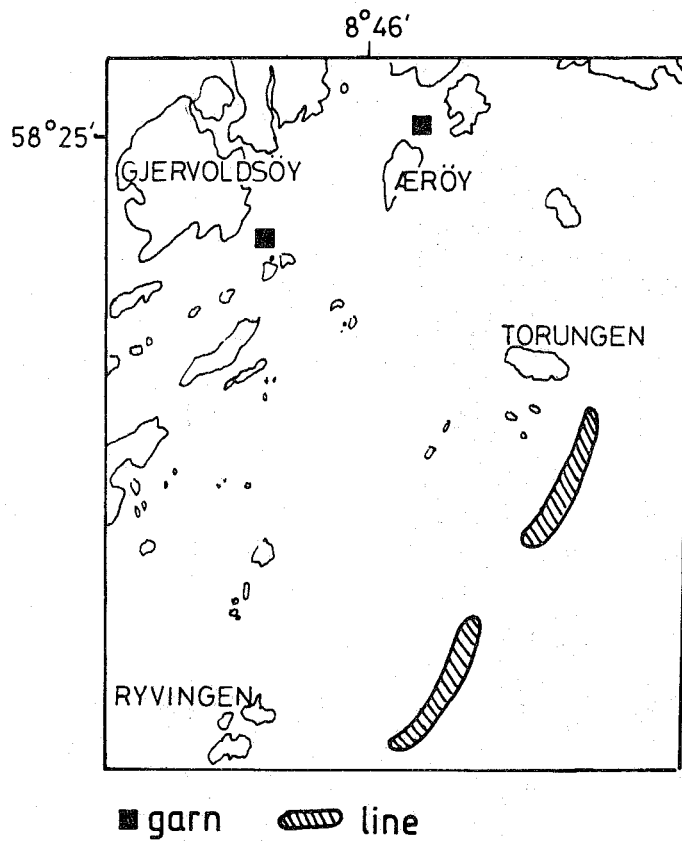 8°46'
58°25'
GJERVOLDSÖY
ÆRÖY
TORUNGEN
RYVINGEN
garn line